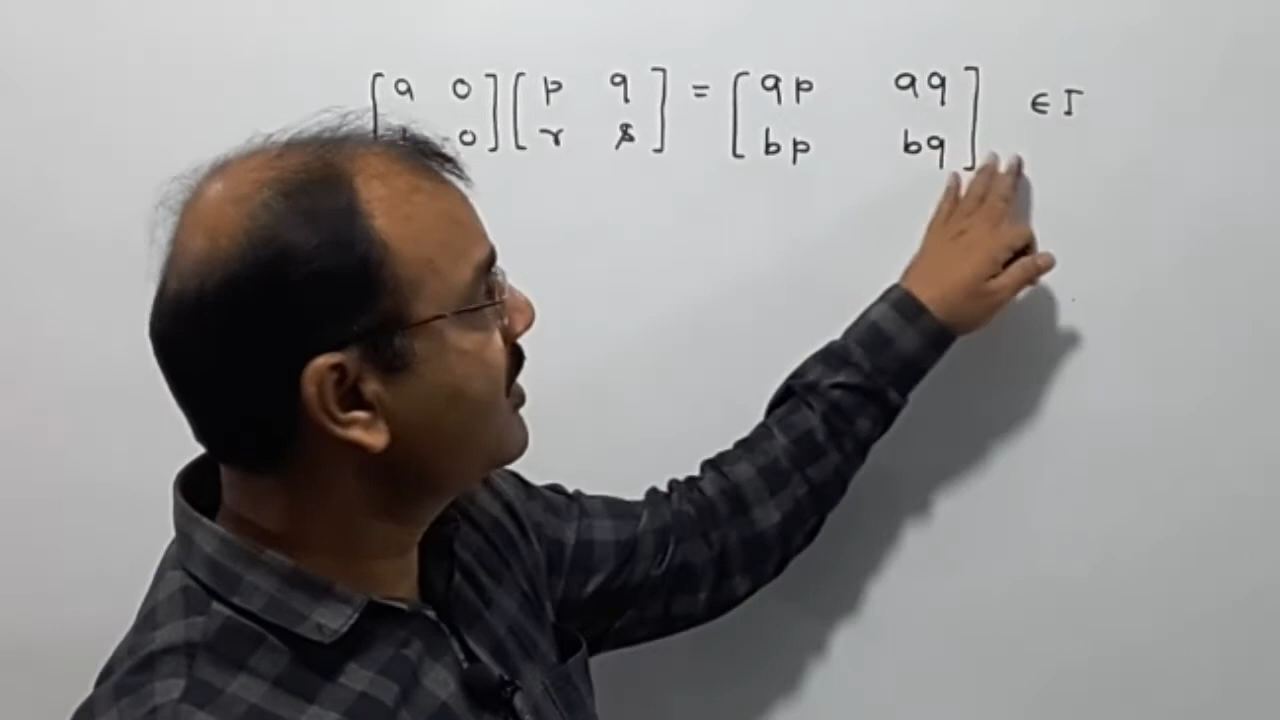 [a 0] [p q] = [ap aq] ∈ I
[0] [r s] [bp bq]